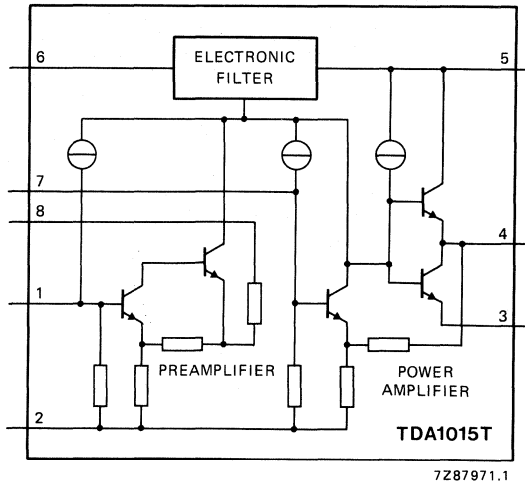 6
ELECTRONIC
FILTER
5
7
8
4
1
3
PREAMPLIFIER
POWER
AMPLIFIER
2
TDA1015T
7Z87971.1